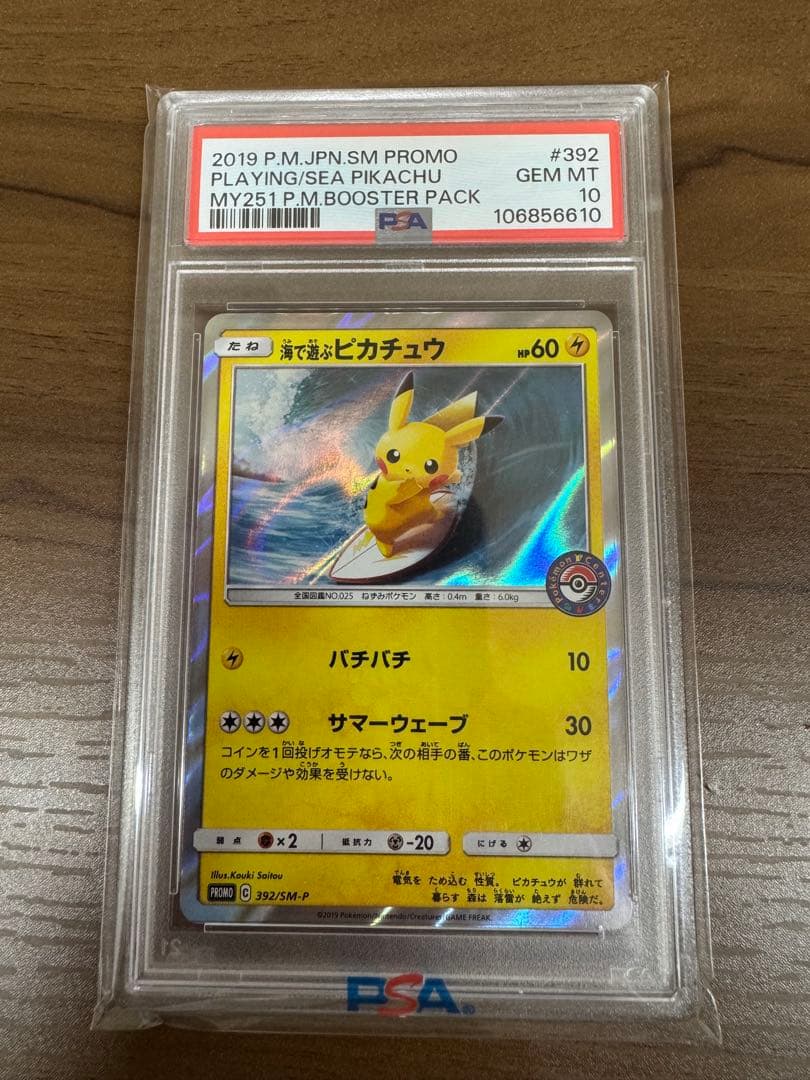 2019 P.M.JPN.SM PROMO #392
PLAYING/SEA PIKACHU GEM MT
MY251 P.M.BOOSTER PACK 10
PSA 106856610
たね 海で遊ぶピカチュウ HP60
Pokémon Centers
全国図鑑NO.025 ねずみポケモン 高さ:0.4m 重さ:6.0kg
バチバチ 10
サマーウェーブ 30
コインを1回投げオモテなら、次の相手の番、このポケモンはワザ
のダメージや効果を受けない。
弱点 ×2 抵抗力 -20 にげる
Illus.Kouki Saitou
電気を ため込む 性質。 ピカチュウが 群れて
暮らす 森は 落雷が 絶えず 危険だ。
PROMO C 392/SM-P
©2019 Pokémon/Nintendo/Creatures/GAME FREAK.
PSA®